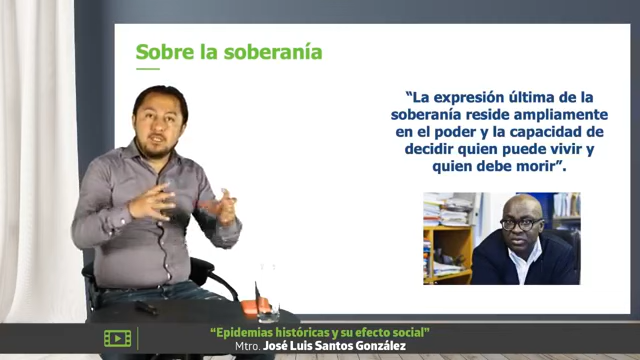 Sobre la soberanía
“La expresión última de la
soberanía reside ampliamente
en el poder y la capacidad de
decidir quien puede vivir y
quien debe morir”.
“Epidemias históricas y su efecto social”
Mtro. José Luis Santos González